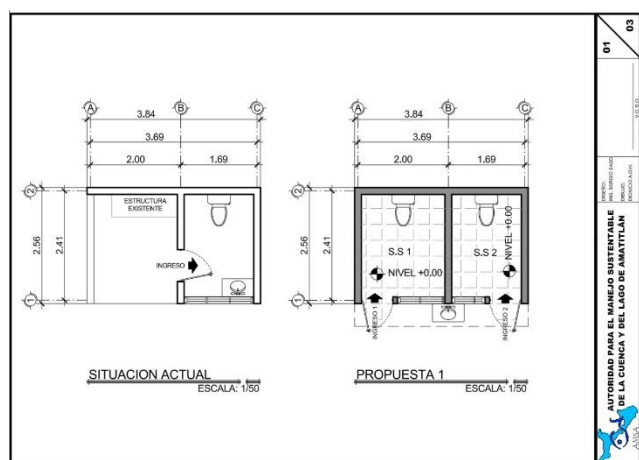 A
B
C
3.84
3.69
2.00
1.69
2
2.56
2.41
1
ESTRUCTURA
EXISTENTE
INGRESO
SITUACION ACTUAL
ESCALA: 1/50
A
B
C
3.84
3.69
2.00
1.69
2
2.56
2.41
1
S.S 1
NIVEL +0.00
S.S 2
NIVEL +0.00
INGRESO 1
INGRESO 2
PROPUESTA 1
ESCALA: 1/50
01
03
Vo.Bo.
AUTORIDAD PARA EL MANEJO SUSTENTABLE
DE LA CUENCA Y DEL LAGO DE AMATITLÁN
AMSA